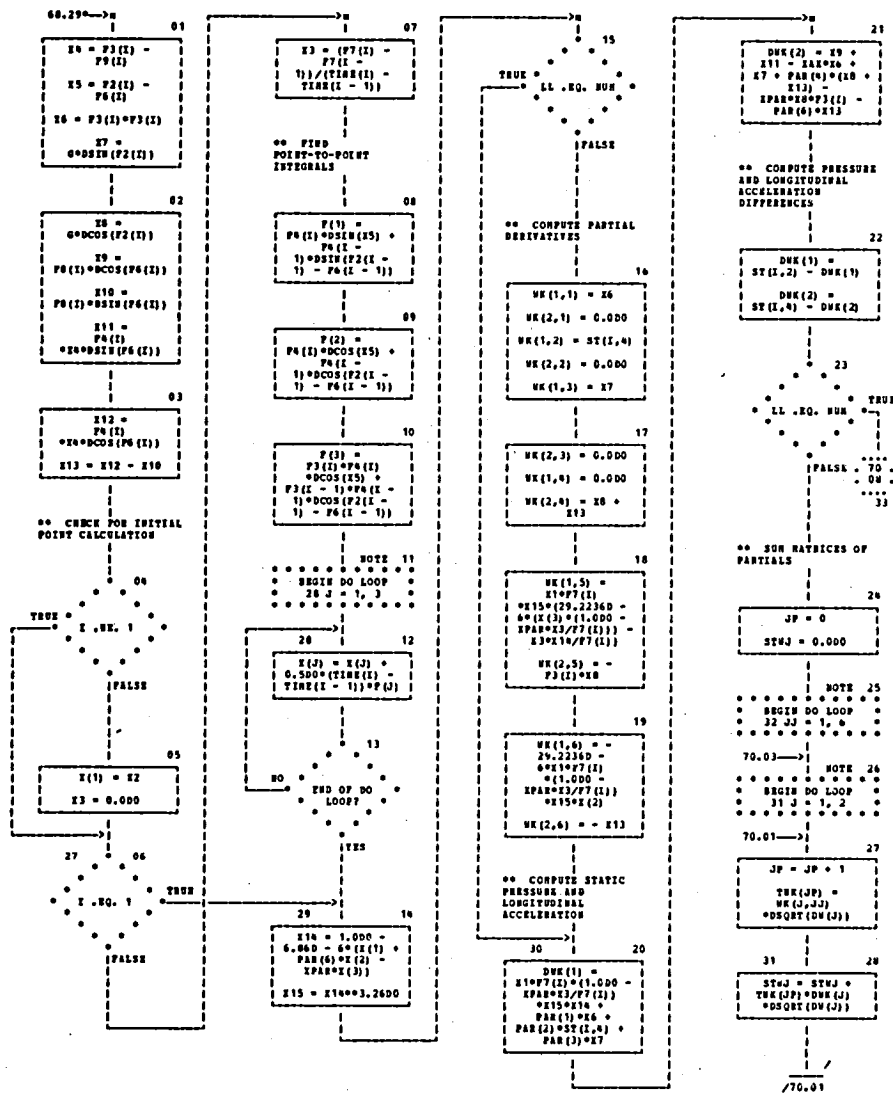 68.29*--->*
01
X4 = F3(I) -
F9(I)
X5 = F2(I) -
F6(I)
X6 = F3(I)*F3(I)
X7 =
G*DSIN(F2(I))
02
X8 =
G*DCOS(F2(I))
X9 =
F8(I)*DCOS(F6(I))
X10 =
F8(I)*DSIN(F6(I))
X11 =
F4(I)
*X4*DSIN(F6(I))
03
X12 =
F4(I)
*X4*DCOS(F6(I))
X13 = X12 - X10
** CHECK FOR INITIAL
POINT CALCULATION
04
TRUE
I .NE. 1
FALSE
05
X(1) = X2
X3 = 0.0D0
27 06
I .EQ. 1
TRUE
FALSE
07
X3 = (F7(I) -
F7(I -
1))/(TIME(I) -
TIME(I - 1))
** FIND
POINT-TO-POINT
INTEGRALS
08
F(1) =
F4(I)*DSIN(X5) +
F4(I -
1)*DSIN(F2(I -
1) - F6(I - 1))
09
F(2) =
F4(I)*DCOS(X5) +
F4(I -
1)*DCOS(F2(I -
1) - F6(I - 1))
10
F(3) =
F3(I)*F4(I)
*DCOS(X5) +
F3(I - 1)*F4(I -
1)*DCOS(F2(I -
1) - F6(I - 1))
NOTE 11
BEGIN DO LOOP
28 J = 1, 3
28 12
X(J) = X(J) +
0.5D0*(TIME(I) -
TIME(I - 1))*F(J)
13
NO
END OF DO
LOOP?
YES
29 14
X14 = 1.0D0 -
6.86D - 6*(X(1) +
PAR(6)*X(2) -
XPAR*X(3))
X15 = X14**3.26D0
15
TRUE
LL .EQ. NUM
FALSE
** COMPUTE PARTIAL
DERIVATIVES
16
WK(1,1) = X6
WK(2,1) = 0.0D0
WK(1,2) = ST(I,4)
WK(2,2) = 0.0D0
WK(1,3) = X7
17
WK(2,3) = 0.0D0
WK(1,4) = 0.0D0
WK(2,4) = X8 +
X13
18
WK(1,5) =
X1*F7(I)
*X15*(29.2236D -
6*(X(3)*(1.0D0 -
XPAR*X3/F7(I))) -
X3*X14/F7(I))
WK(2,5) = -
F3(I)*X8
19
WK(1,6) = -
29.2236D -
6*X1*F7(I)
*(1.0D0 -
XPAR*X3/F7(I))
*X15*X(2)
WK(2,6) = - X13
** COMPUTE STATIC
PRESSURE AND
LONGITUDINAL
ACCELERATION
30 20
DWK(1) =
X1*F7(I)*(1.0D0 -
XPAR*X3/F7(I))
*X15*X14 +
PAR(1)*X6 +
PAR(2)*ST(I,4) +
PAR(3)*X7
21
DWK(2) = X9 +
X11 - XAX*X6 +
X7 + PAR(4)*(X8 +
X13) -
XPAR*X8*F3(I) -
PAR(6)*X13
** COMPUTE PRESSURE
AND LONGITUDINAL
ACCELERATION
DIFFERENCES
22
DWK(1) =
ST(I,2) - DWK(1)
DWK(2) =
ST(I,4) - DWK(2)
23
LL .EQ. NUM
TRUE
FALSE
70
33
** SUM MATRICES OF
PARTIALS
24
JP = 0
STWJ = 0.0D0
NOTE 25
BEGIN DO LOOP
32 JJ = 1, 6
70.03--->
NOTE 26
BEGIN DO LOOP
31 J = 1, 2
70.01--->
27
JP = JP + 1
TWK(JP) =
WK(J,JJ)
*DSQRT(DW(J))
31 28
STWJ = STWJ +
TWK(JP)*DWK(J)
*DSQRT(DW(J))
/70.01